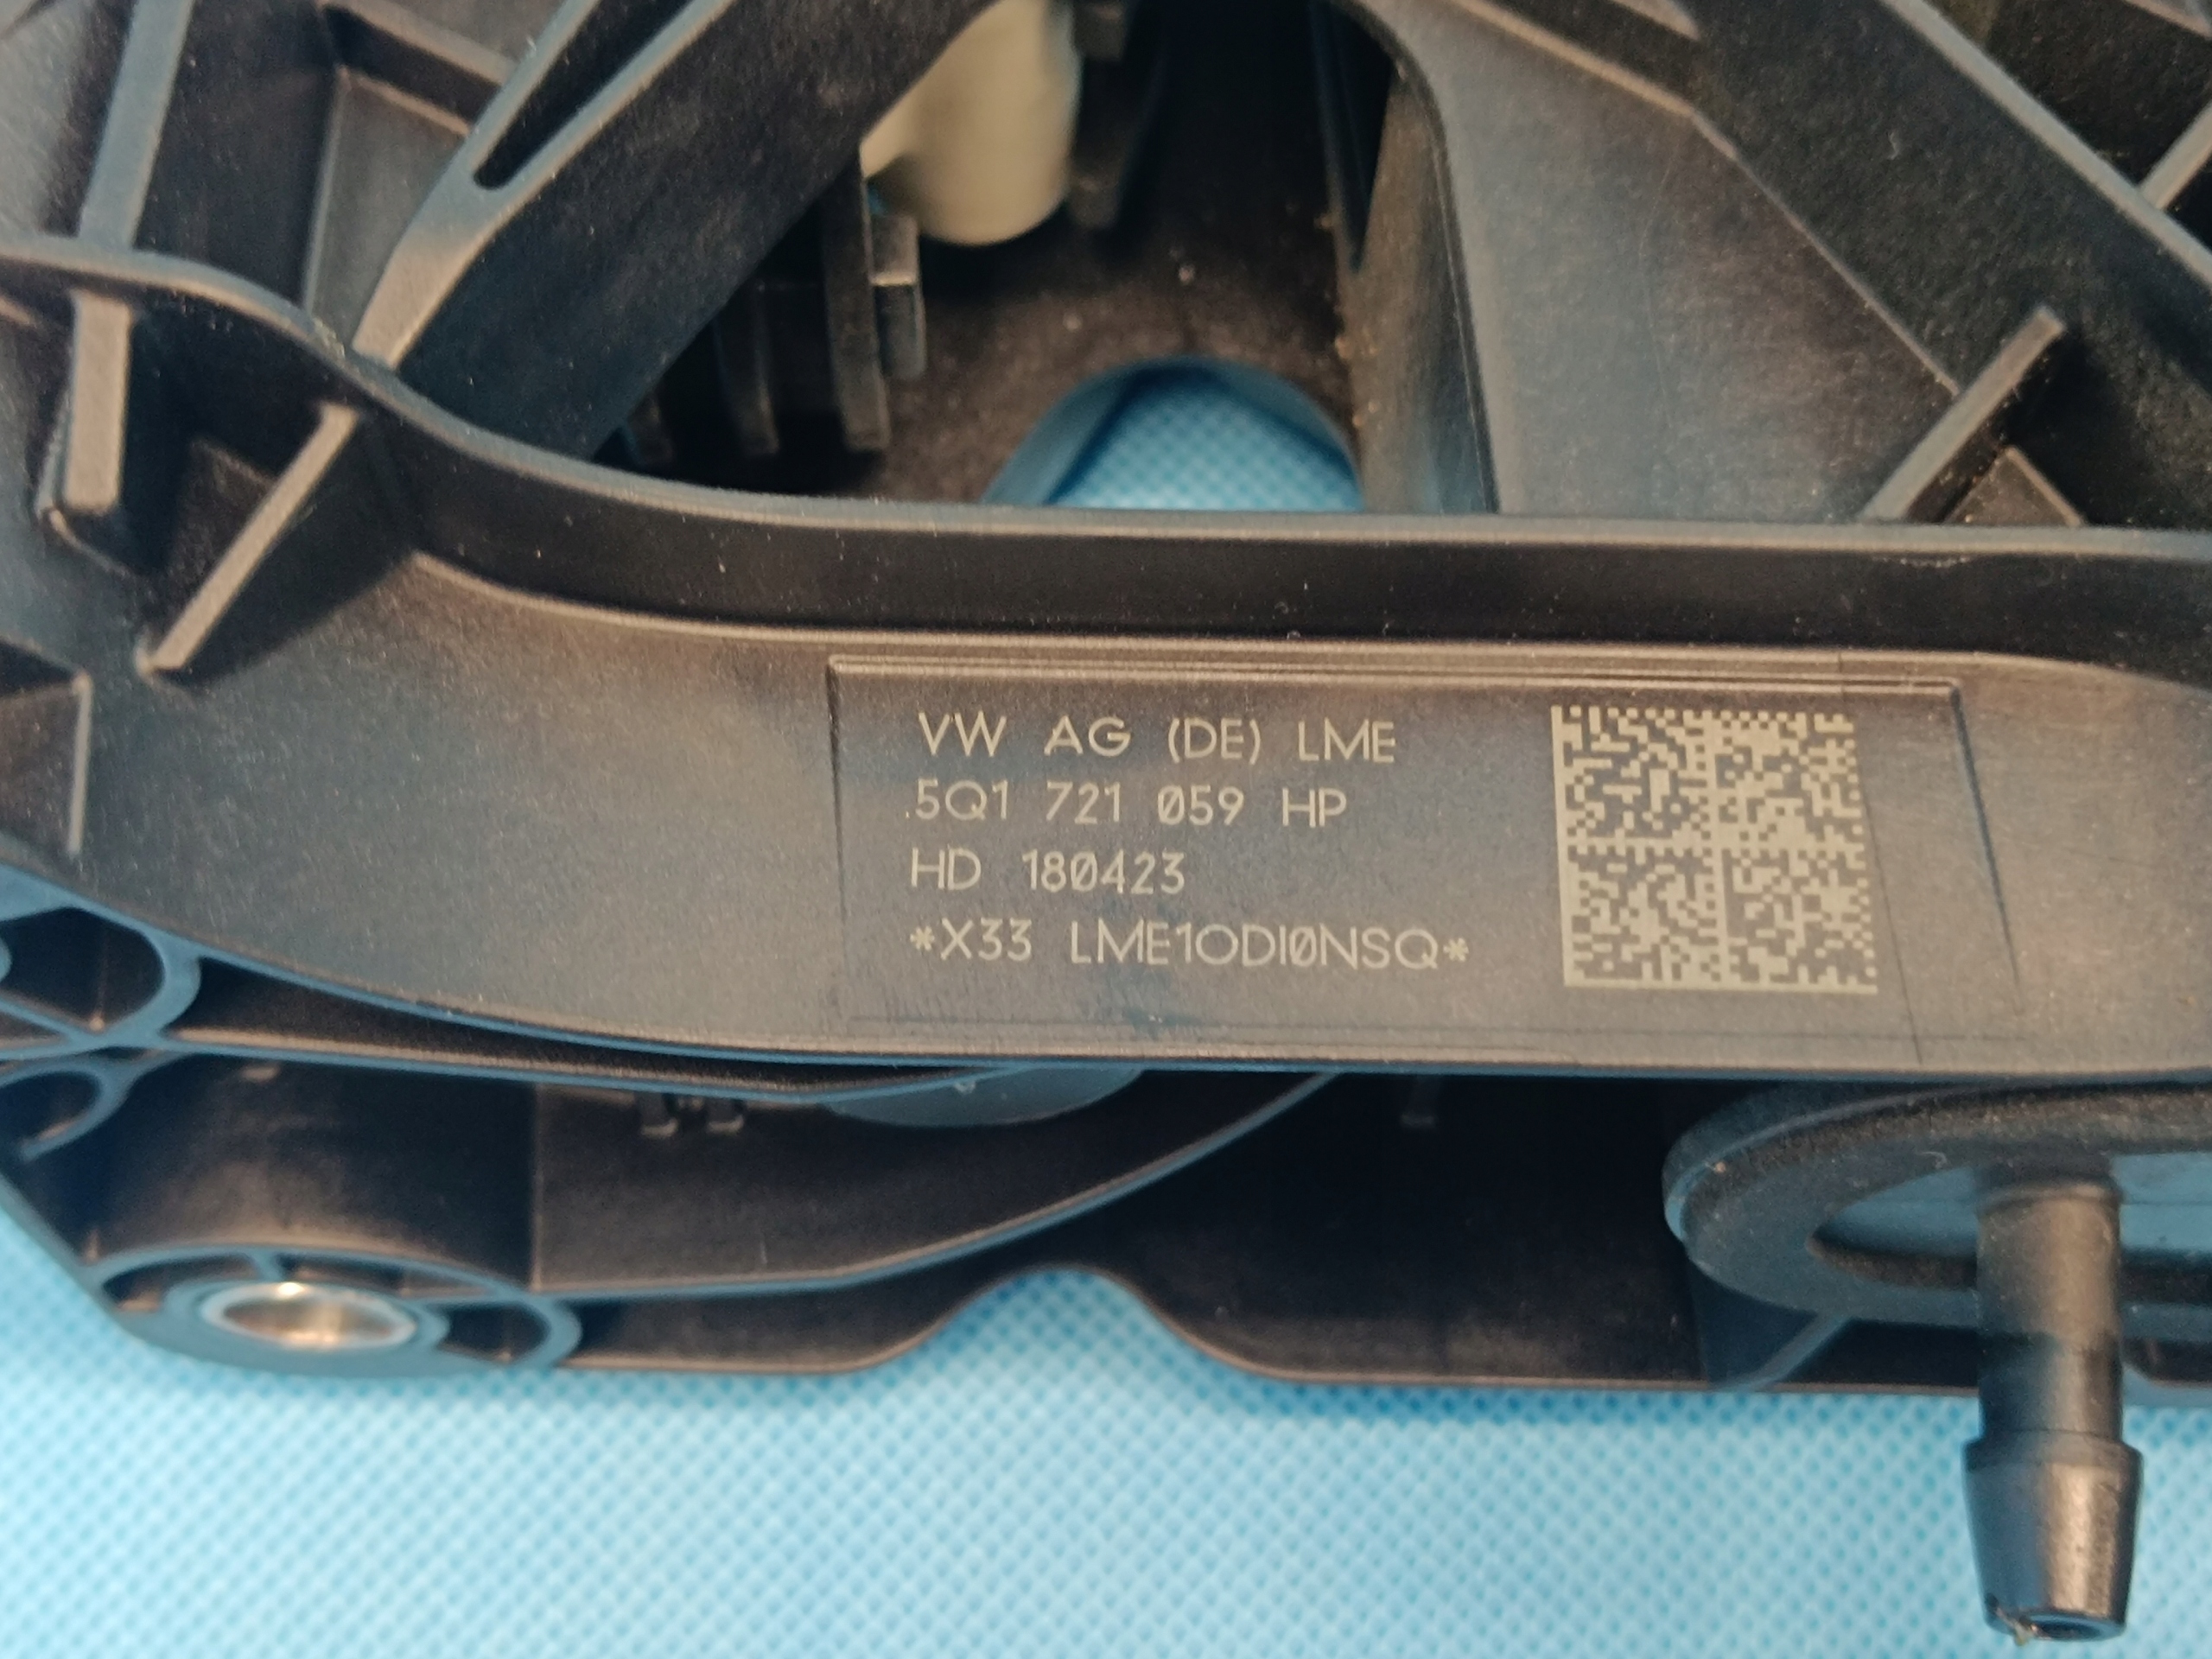 VW AG (DE) LME
.5Q1 721 059 HP
HD 180423
*X33 LME1ODI0NSQ*